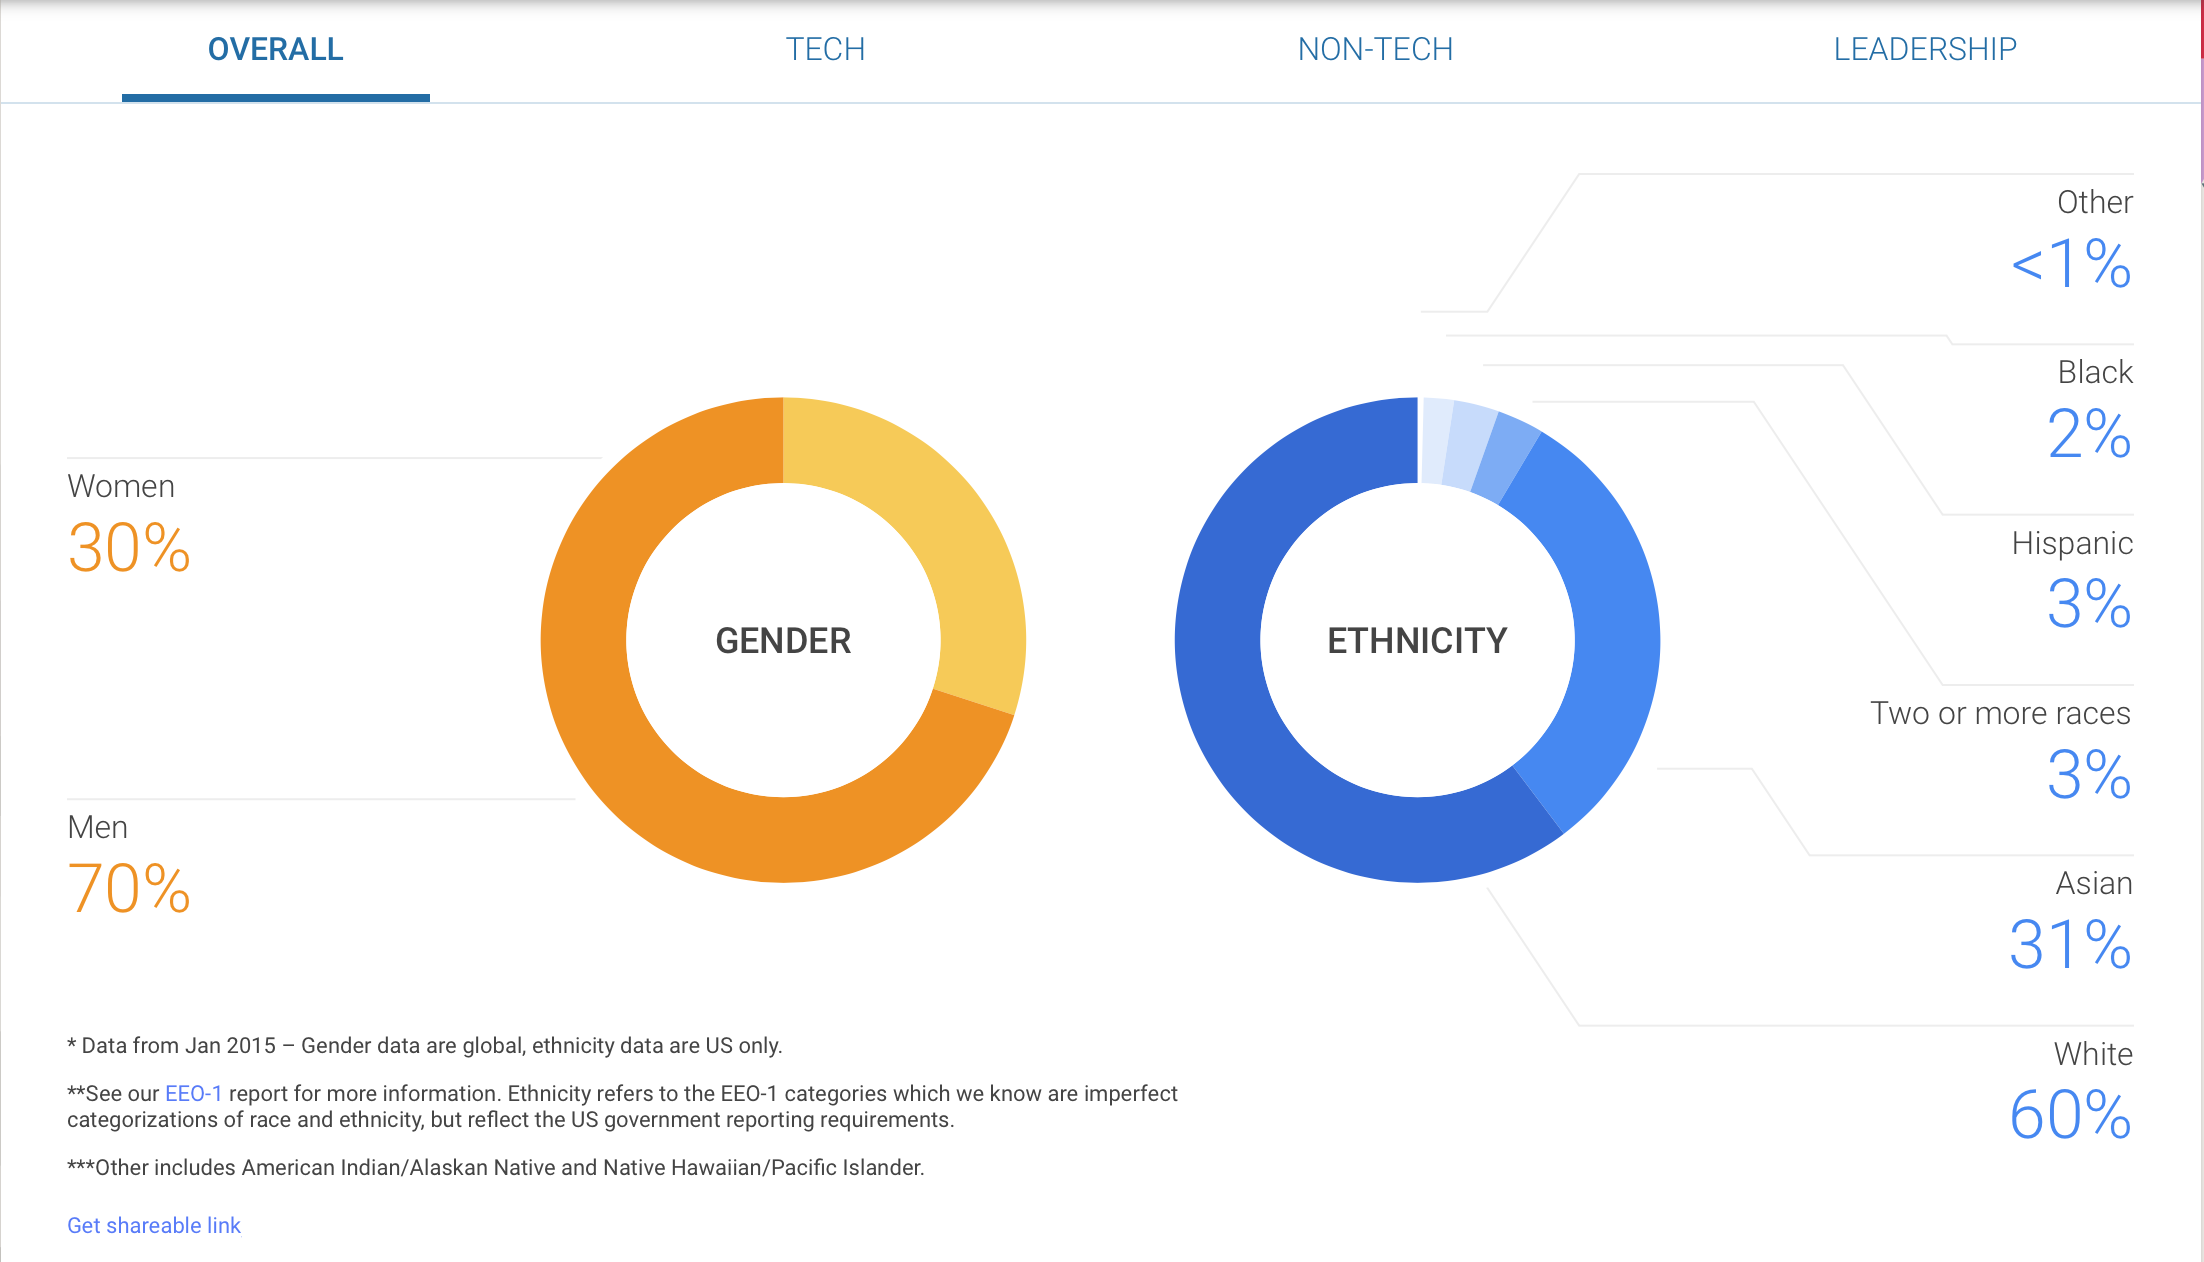 OVERALL
TECH
NON-TECH
LEADERSHIP
Women
30%
Men
70%
GENDER
ETHNICITY
Other
<1%
Black
2%
Hispanic
3%
Two or more races
3%
Asian
31%
White
60%
* Data from Jan 2015 – Gender data are global, ethnicity data are US only.
**See our EEO-1 report for more information. Ethnicity refers to the EEO-1 categories which we know are imperfect
categorizations of race and ethnicity, but reflect the US government reporting requirements.
***Other includes American Indian/Alaskan Native and Native Hawaiian/Pacific Islander.
Get shareable link